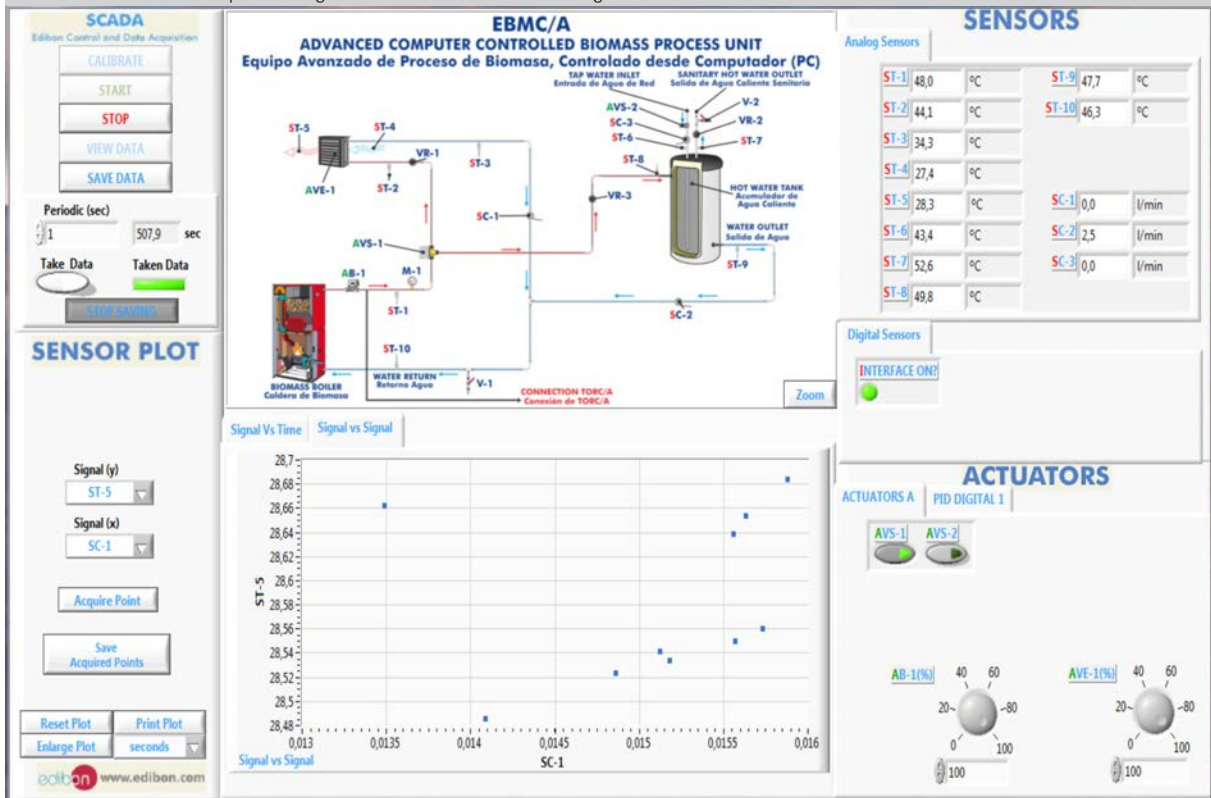 SCADA
Edibon Control and Data Acquisition
CALIBRATE
START
STOP
VIEW DATA
SAVE DATA
Periodic (sec)
1
507,9 sec
Take Data
Taken Data
STOP SAVING
SENSOR PLOT
Signal (y)
ST-5
Signal (x)
SC-1
Acquire Point
Save
Acquired Points
Reset Plot
Print Plot
Enlarge Plot
seconds
edibon www.edibon.com
EBMC/A
ADVANCED COMPUTER CONTROLLED BIOMASS PROCESS UNIT
Equipo Avanzado de Proceso de Biomasa, Controlado desde Computador (PC)
TAP WATER INLET
Entrada de Agua de Red
SANITARY HOT WATER OUTLET
Salida de Agua Caliente Sanitaria
AVS-2
V-2
SC-3
VR-2
ST-6
ST-7
ST-5
ST-4
VR-1
ST-3
ST-8
AVE-1
ST-2
HOT WATER TANK
Acumulador de
Agua Caliente
VR-3
SC-1
WATER OUTLET
Salida de Agua
AVS-1
ST-9
AB-1
M-1
ST-1
SC-2
ST-10
WATER RETURN
Retorno Agua
V-1
BIOMASS BOILER
Caldera de Biomasa
CONNECTION TORC/A
Conexión de TORC/A
Zoom
Signal Vs Time
Signal vs Signal
28,7
28,68
28,66
28,64
28,62
28,6
28,58
28,56
28,54
28,52
28,5
28,48
ST-5
0,013 0,0135 0,014 0,0145 0,015 0,0155 0,016
Signal vs Signal
SC-1
SENSORS
Analog Sensors
ST-1 48,0 ºC
ST-2 44,1 ºC
ST-3 34,3 ºC
ST-4 27,4 ºC
ST-5 28,3 ºC
ST-6 43,4 ºC
ST-7 52,6 ºC
ST-8 49,8 ºC
ST-9 47,7 ºC
ST-10 46,3 ºC
SC-1 0,0 l/min
SC-2 2,5 l/min
SC-3 0,0 l/min
Digital Sensors
INTERFACE ON?
ACTUATORS
ACTUATORS A
PID DIGITAL 1
AVS-1
AVS-2
AB-1(%)
0 20 40 60 80 100
100
AVE-1(%)
0 20 40 60 80 100
100